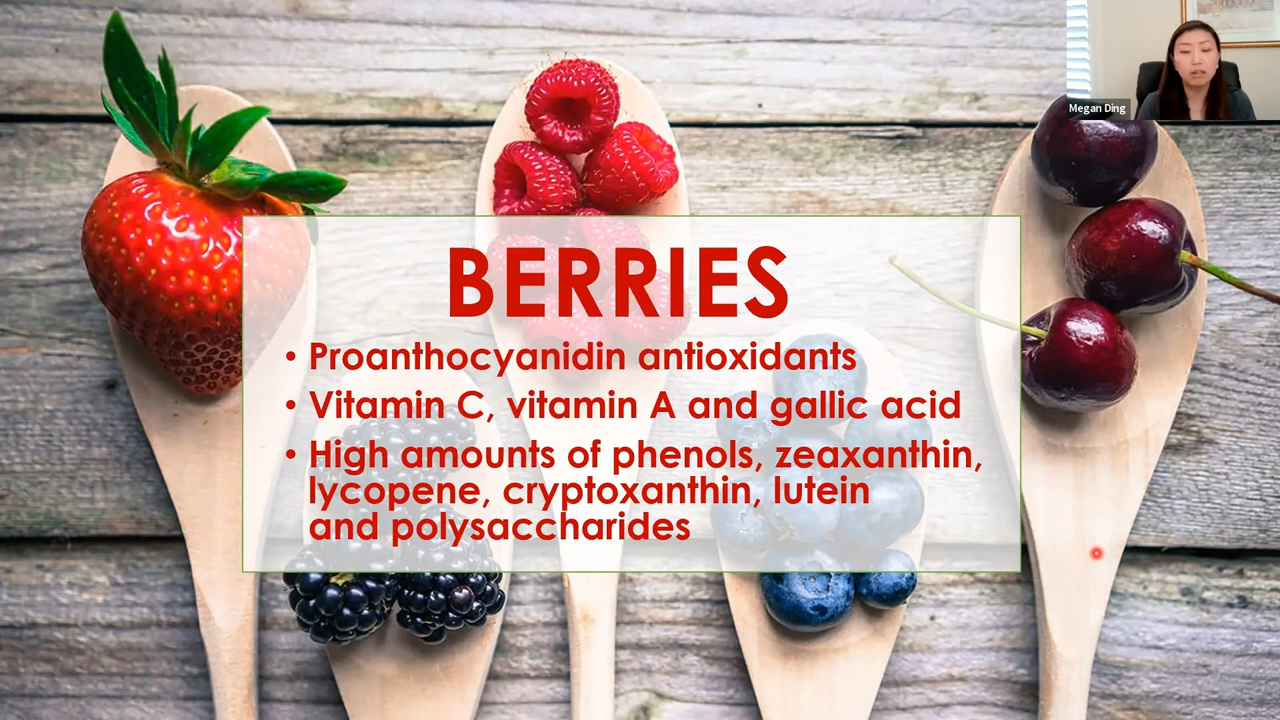 Megan Ding
BERRIES
• Proanthocyanidin antioxidants
• Vitamin C, vitamin A and gallic acid
• High amounts of phenols, zeaxanthin,
lycopene, cryptoxanthin, lutein
and polysaccharides